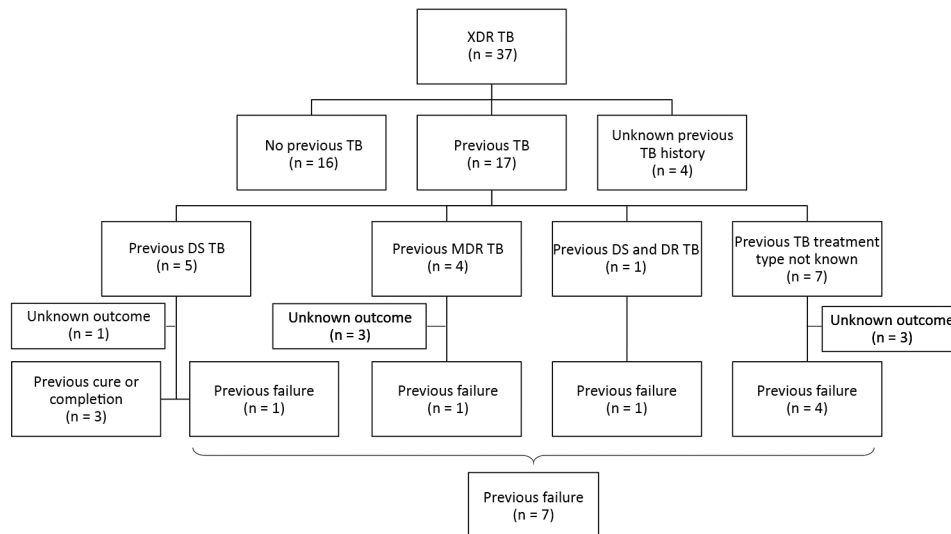 XDR TB
(n = 37)
No previous TB
(n = 16)
Previous TB
(n = 17)
Unknown previous
TB history
(n = 4)
Previous DS TB
(n = 5)
Previous MDR TB
(n = 4)
Previous DS and DR TB
(n = 1)
Previous TB treatment
type not known
(n = 7)
Unknown outcome
(n = 1)
Unknown outcome
(n = 3)
Unknown outcome
(n = 3)
Previous cure or
completion
(n = 3)
Previous failure
(n = 1)
Previous failure
(n = 1)
Previous failure
(n = 1)
Previous failure
(n = 4)
Previous failure
(n = 7)